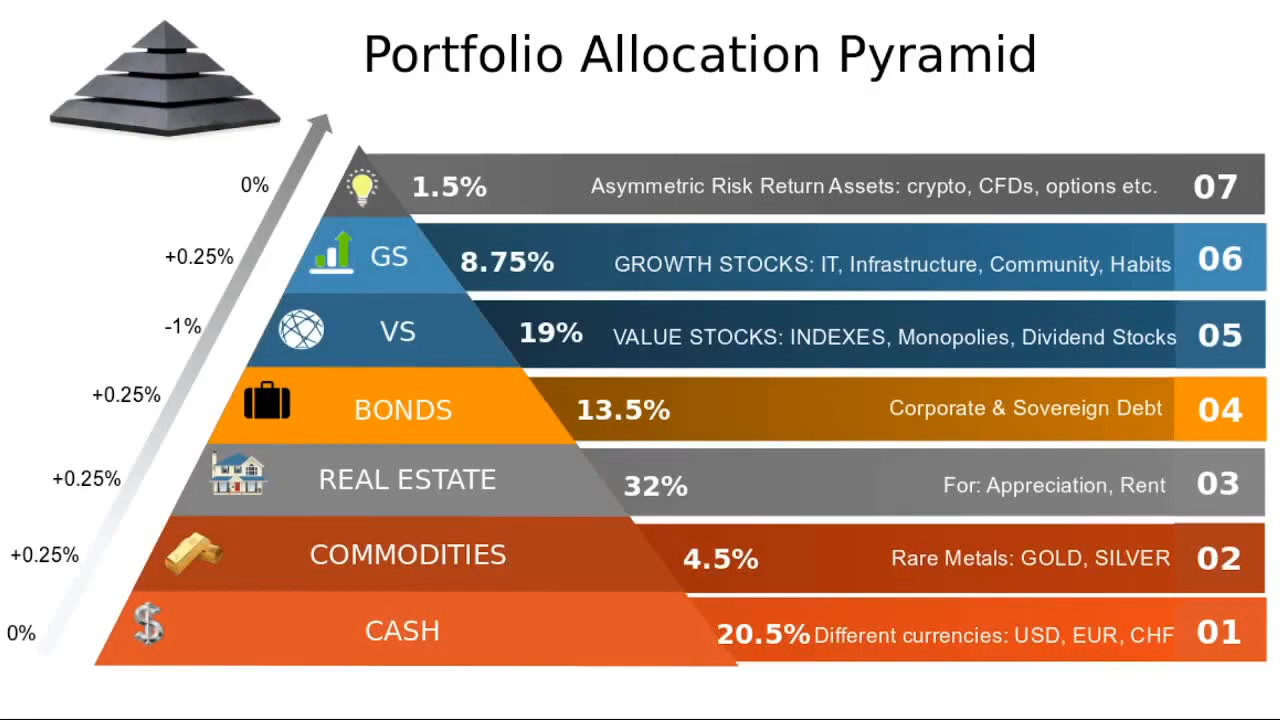 Portfolio Allocation Pyramid
0% 1.5% Asymmetric Risk Return Assets: crypto, CFDs, options etc. 07
+0.25% GS 8.75% GROWTH STOCKS: IT, Infrastructure, Community, Habits 06
-1% VS 19% VALUE STOCKS: INDEXES, Monopolies, Dividend Stocks 05
+0.25% BONDS 13.5% Corporate & Sovereign Debt 04
+0.25% REAL ESTATE 32% For: Appreciation, Rent 03
+0.25% COMMODITIES 4.5% Rare Metals: GOLD, SILVER 02
0% CASH 20.5% Different currencies: USD, EUR, CHF 01